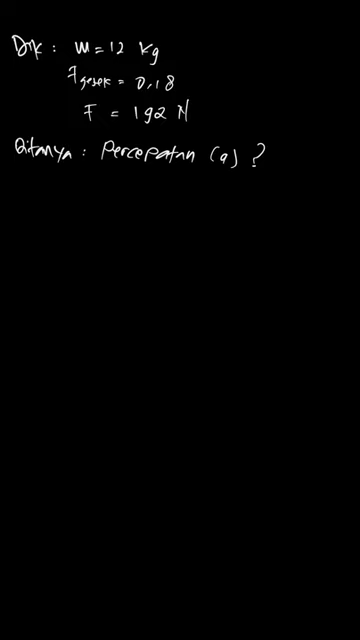 Dik : m = 12 kg
F gesek = 0,18
F = 192 N
Ditanya : Percepatan (a) ?